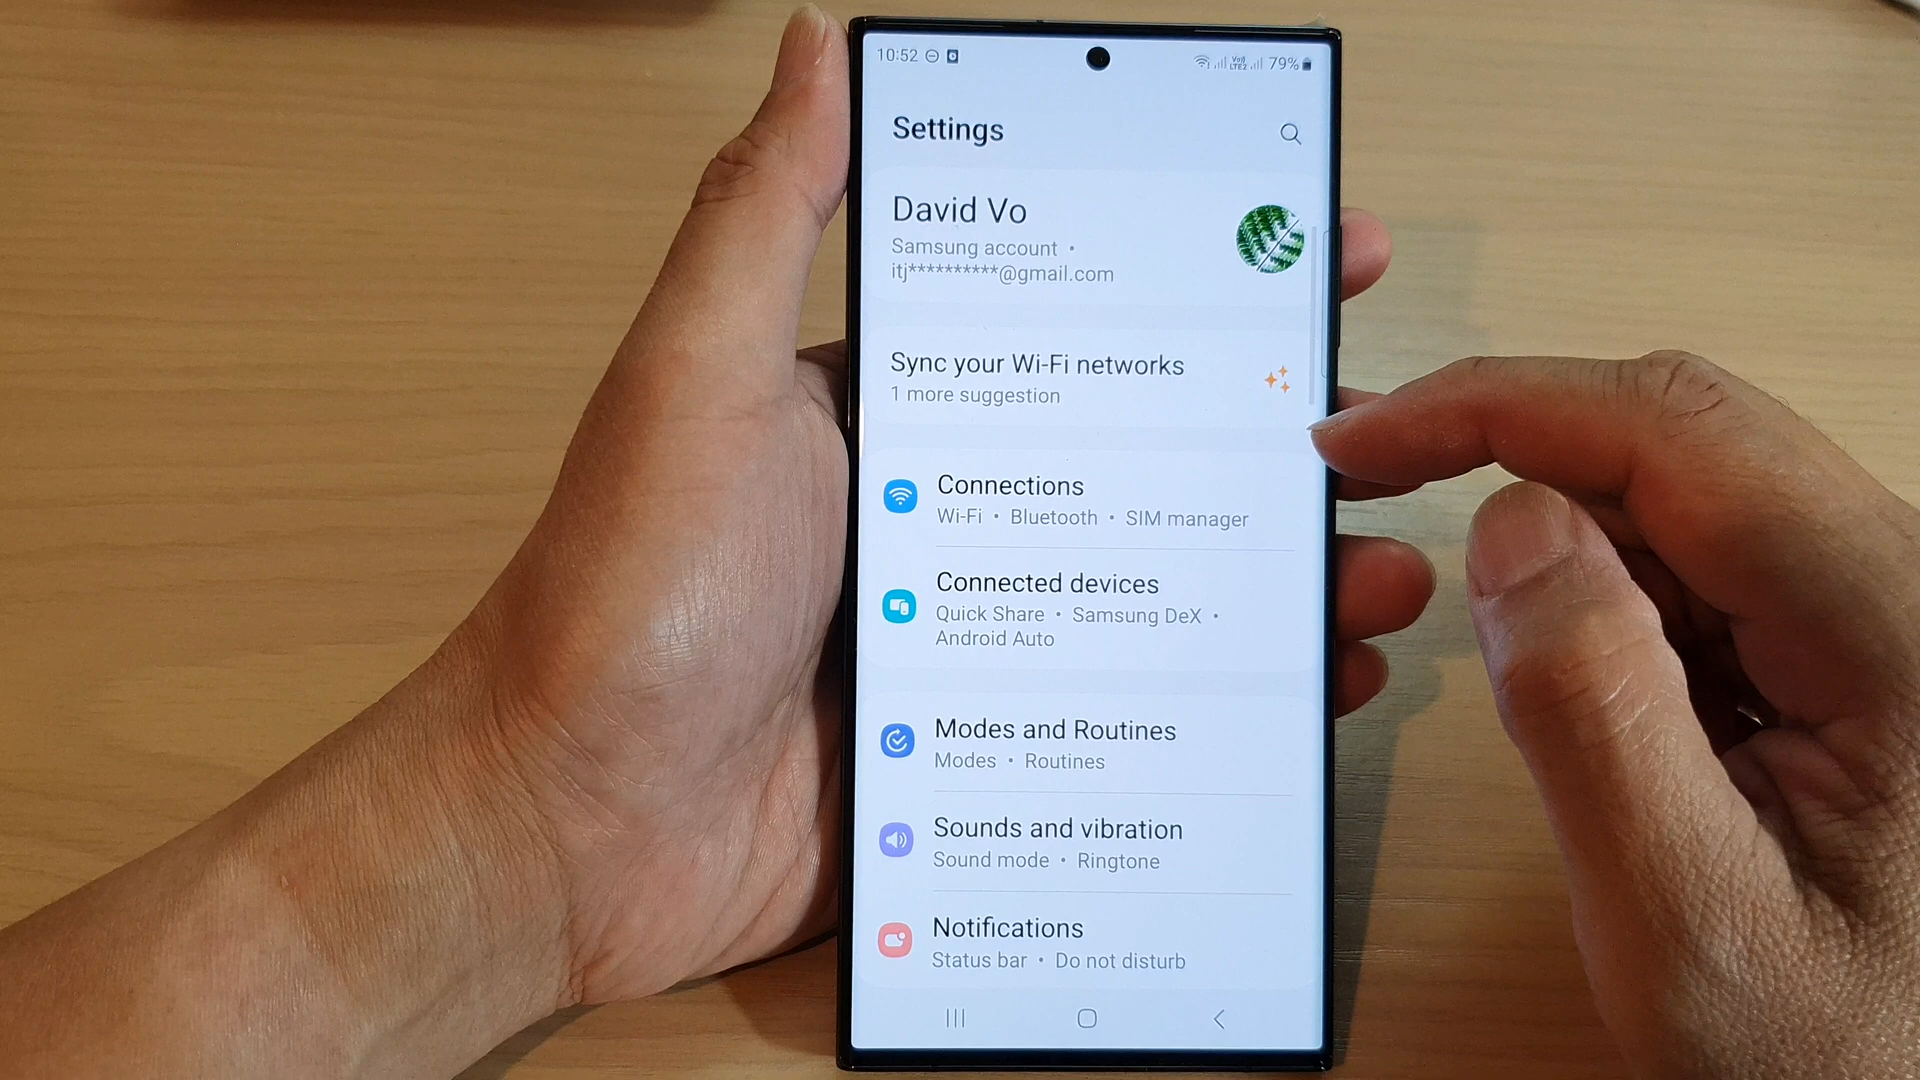 10:52
VoI)
LTE2
79%
Settings
David Vo
Samsung account •
itj**********@gmail.com
Sync your Wi-Fi networks
1 more suggestion
Connections
Wi-Fi • Bluetooth • SIM manager
Connected devices
Quick Share • Samsung DeX •
Android Auto
Modes and Routines
Modes • Routines
Sounds and vibration
Sound mode • Ringtone
Notifications
Status bar • Do not disturb